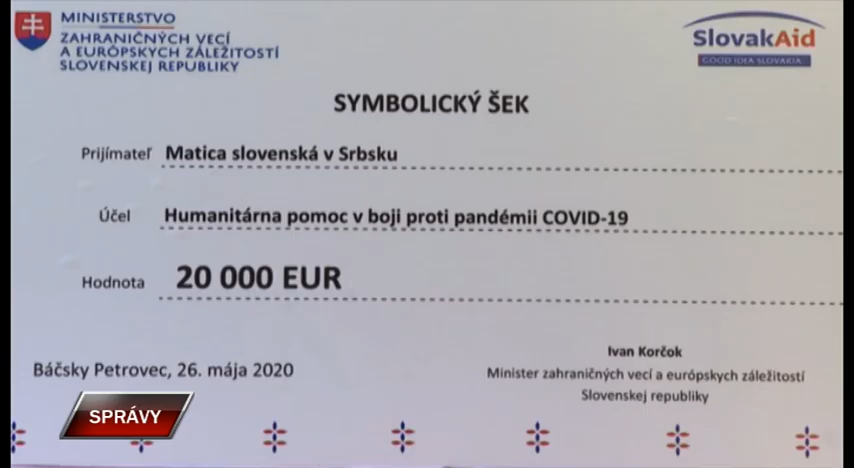 MINISTERSTVO
ZAHRANIČNÝCH VECÍ
A EURÓPSKYCH ZÁLEŽITOSTÍ
SLOVENSKEJ REPUBLIKY
SlovakAid
GOOD IDEA SLOVAKIA
SYMBOLICKÝ ŠEK
Prijímateľ Matica slovenská v Srbsku
Účel Humanitárna pomoc v boji proti pandémii COVID-19
Hodnota 20 000 EUR
Báčsky Petrovec, 26. mája 2020
Ivan Korčok
Minister zahraničných vecí a európskych záležitostí
Slovenskej republiky
SPRÁVY